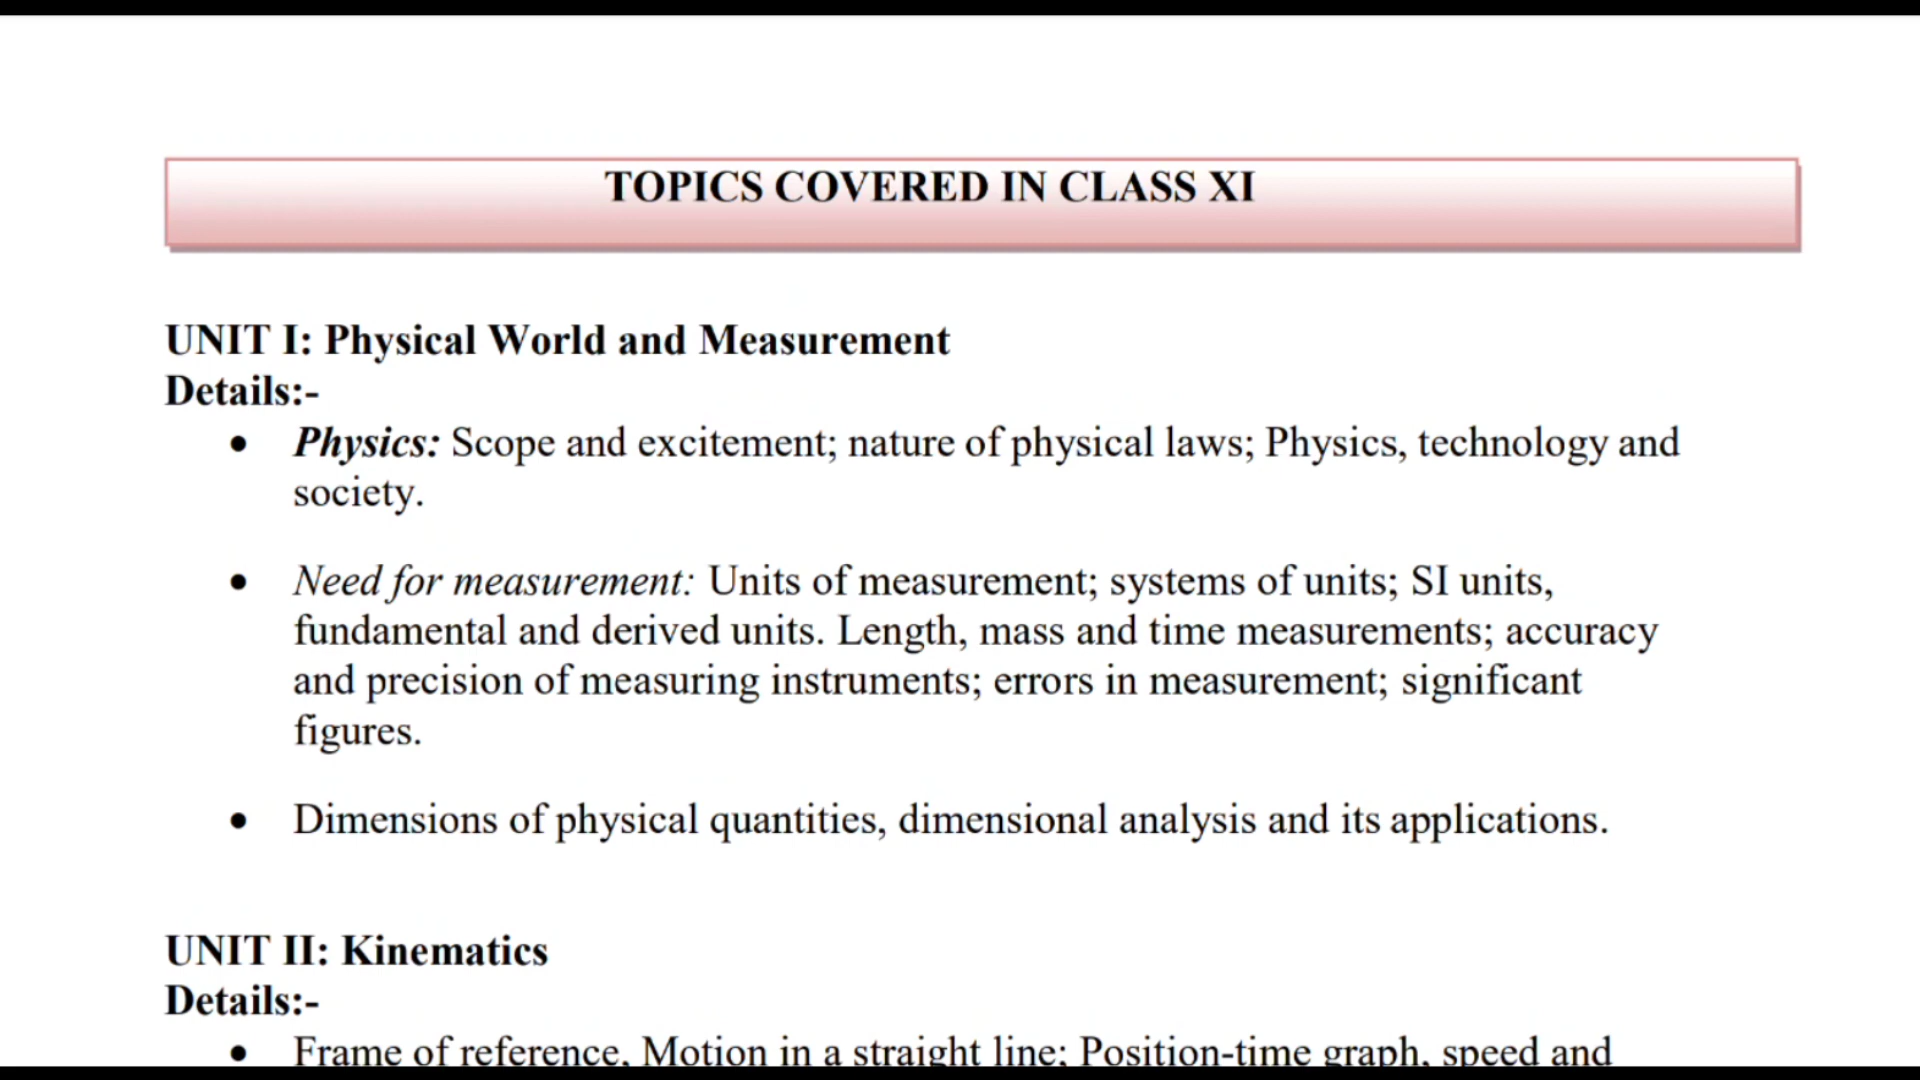 TOPICS COVERED IN CLASS XI
UNIT I: Physical World and Measurement
Details:-
• Physics: Scope and excitement; nature of physical laws; Physics, technology and
society.
• Need for measurement: Units of measurement; systems of units; SI units,
fundamental and derived units. Length, mass and time measurements; accuracy
and precision of measuring instruments; errors in measurement; significant
figures.
• Dimensions of physical quantities, dimensional analysis and its applications.
UNIT II: Kinematics
Details:-
• Frame of reference, Motion in a straight line; Position-time graph, speed and